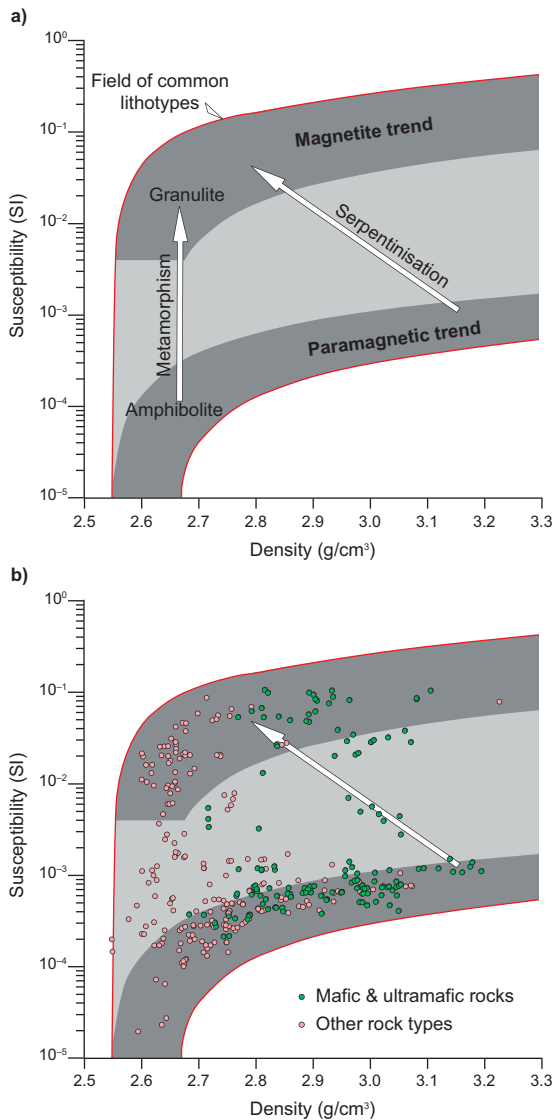 a)
10⁰
10⁻¹
10⁻²
10⁻³
10⁻⁴
10⁻⁵
Susceptibility (SI)
Field of common
lithotypes
Magnetite trend
Granulite
Serpentinisation
Metamorphism
Paramagnetic trend
Amphibolite
2.5 2.6 2.7 2.8 2.9 3.0 3.1 3.2 3.3
Density (g/cm³)
b)
10⁰
10⁻¹
10⁻²
10⁻³
10⁻⁴
10⁻⁵
Susceptibility (SI)
Mafic & ultramafic rocks
Other rock types
2.5 2.6 2.7 2.8 2.9 3.0 3.1 3.2 3.3
Density (g/cm³)